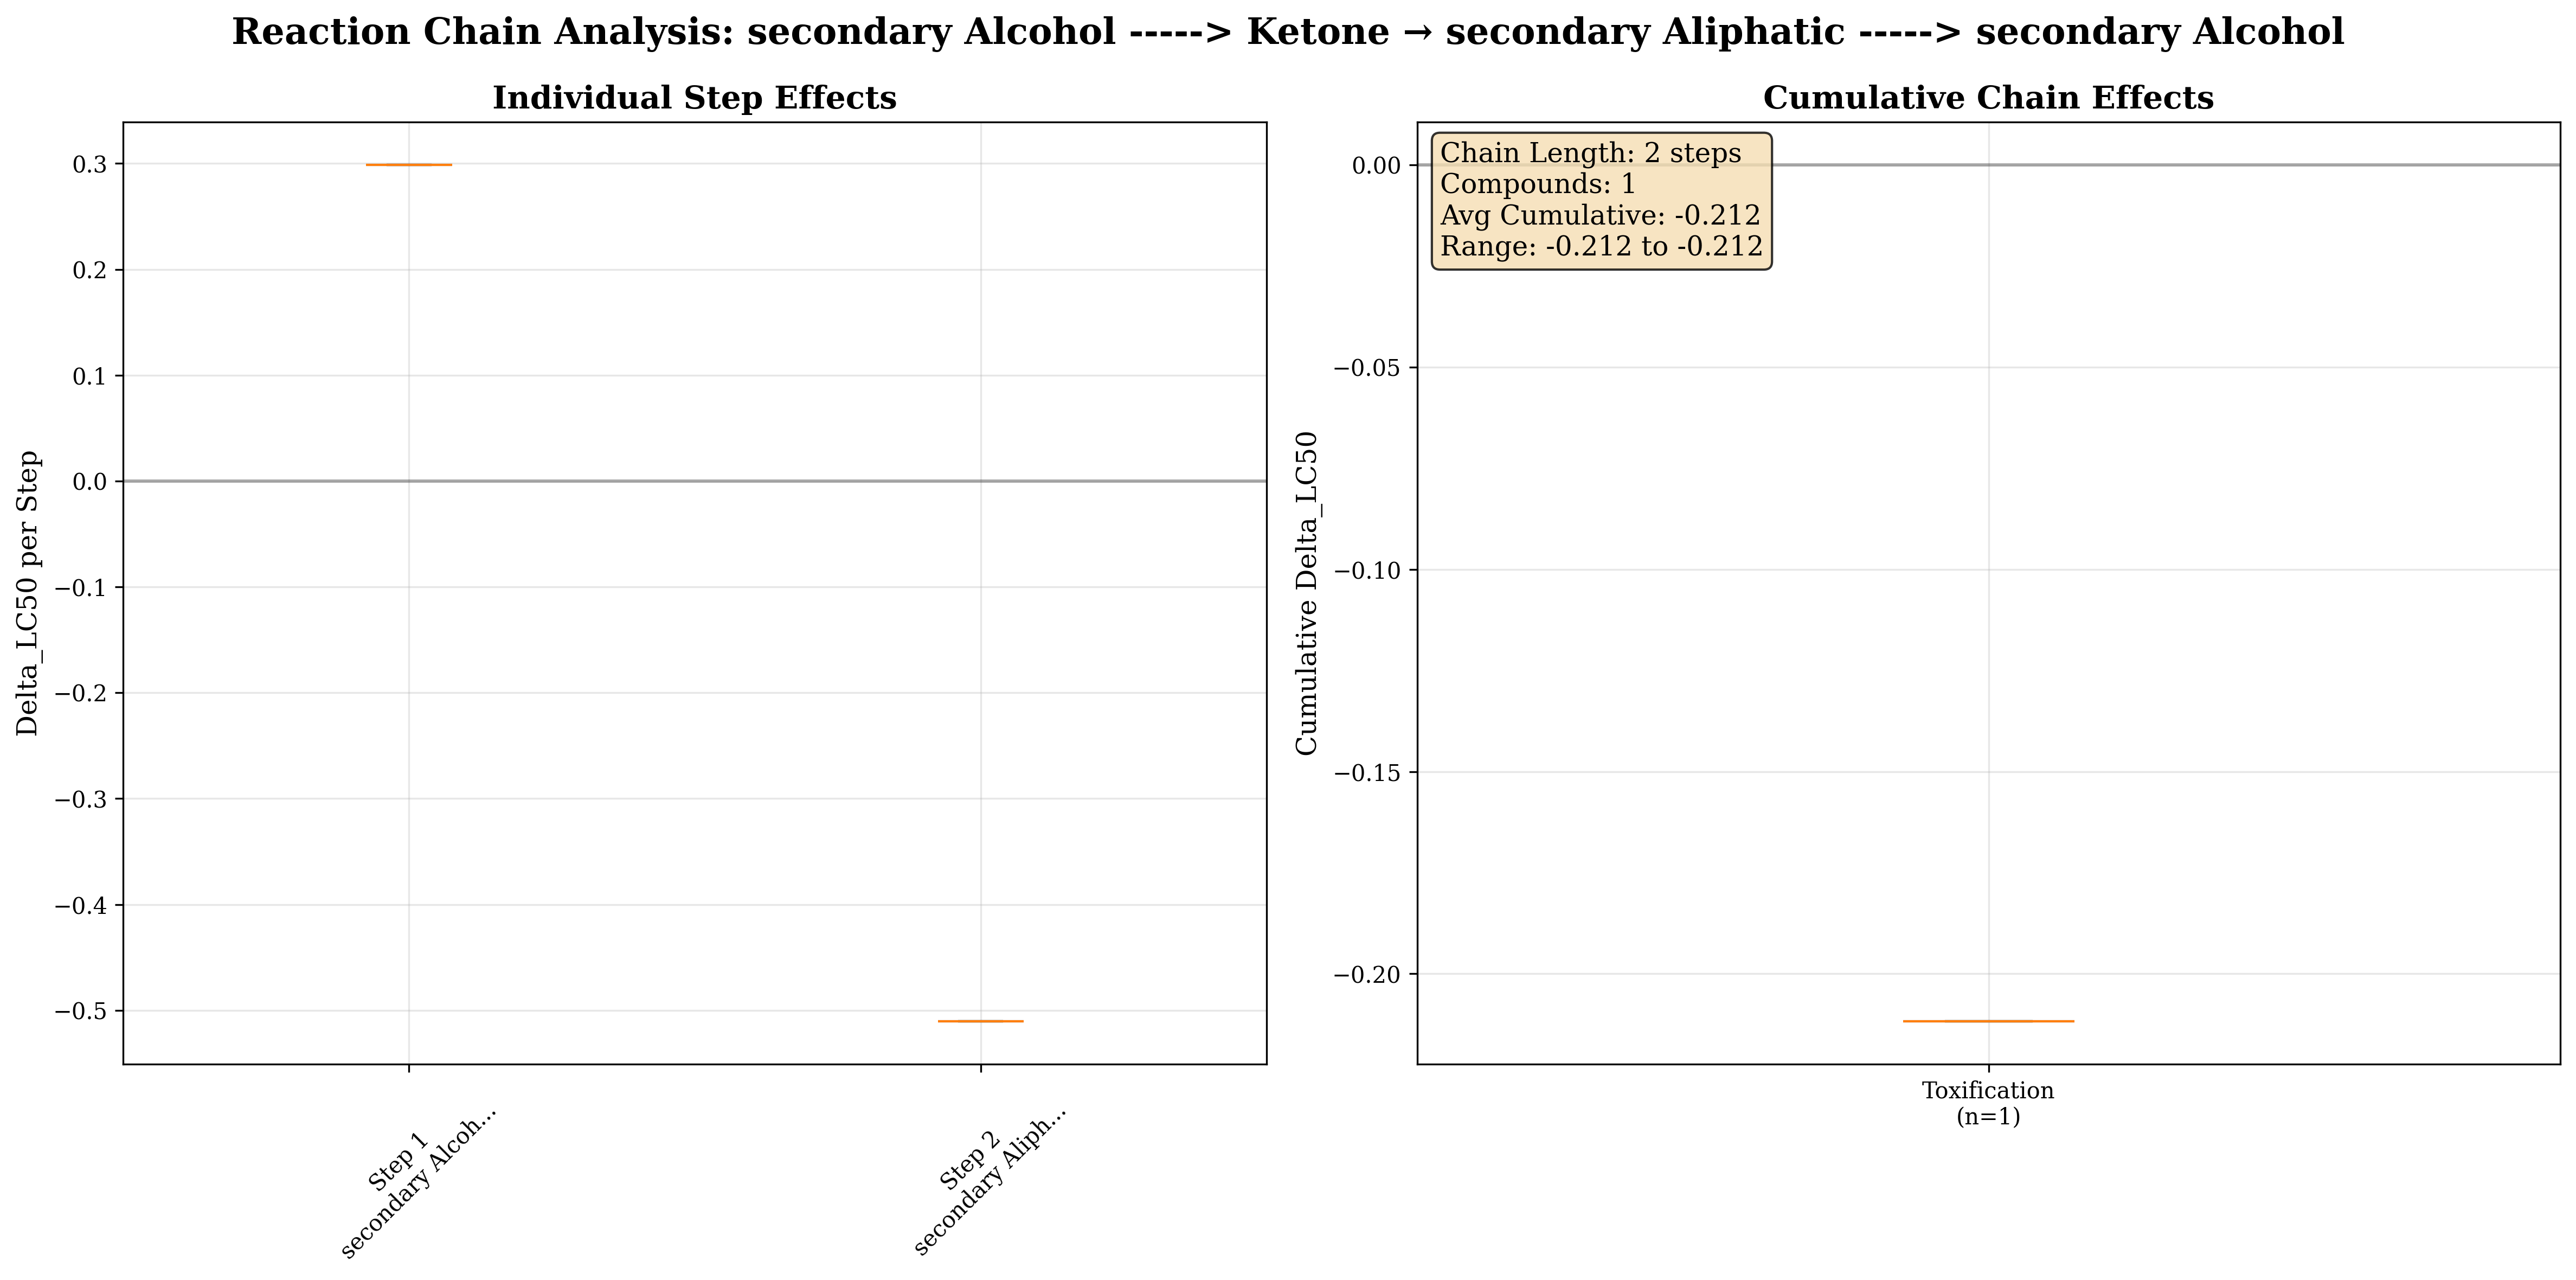 Reaction Chain Analysis: secondary Alcohol -----> Ketone → secondary Aliphatic -----> secondary Alcohol
Individual Step Effects
Delta_LC50 per Step
0.3
0.2
0.1
0.0
−0.1
−0.2
−0.3
−0.4
−0.5
Step 1
secondary Alcoh...
Step 2
secondary Aliph...
Cumulative Chain Effects
Cumulative Delta_LC50
0.00
−0.05
−0.10
−0.15
−0.20
Chain Length: 2 steps
Compounds: 1
Avg Cumulative: -0.212
Range: -0.212 to -0.212
Toxification
(n=1)